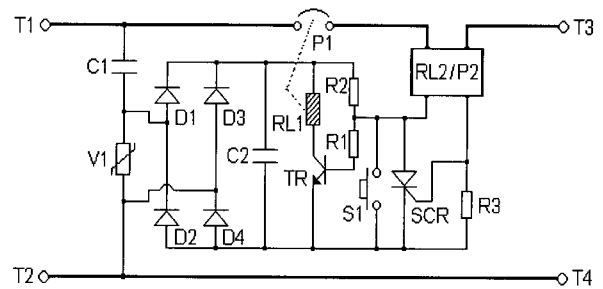 T1 P1 T3
C1 RL2/P2
D1 D3 RL1 R2
V1 C2 R1
TR S1 SCR R3
D2 D4
T2 T4